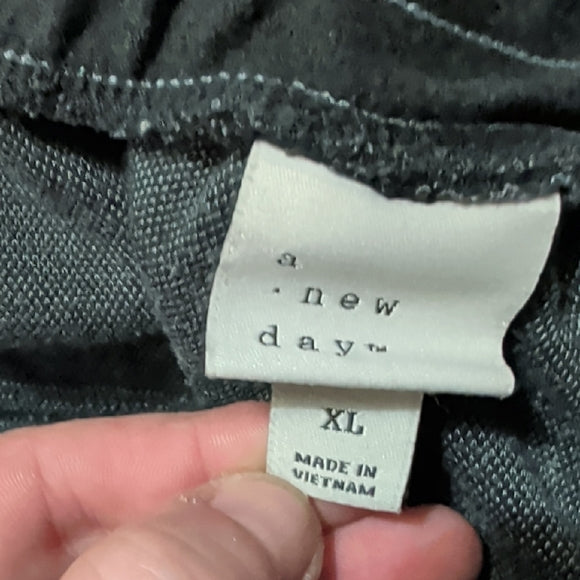 a
. new
day™
XL
MADE IN
VIETNAM